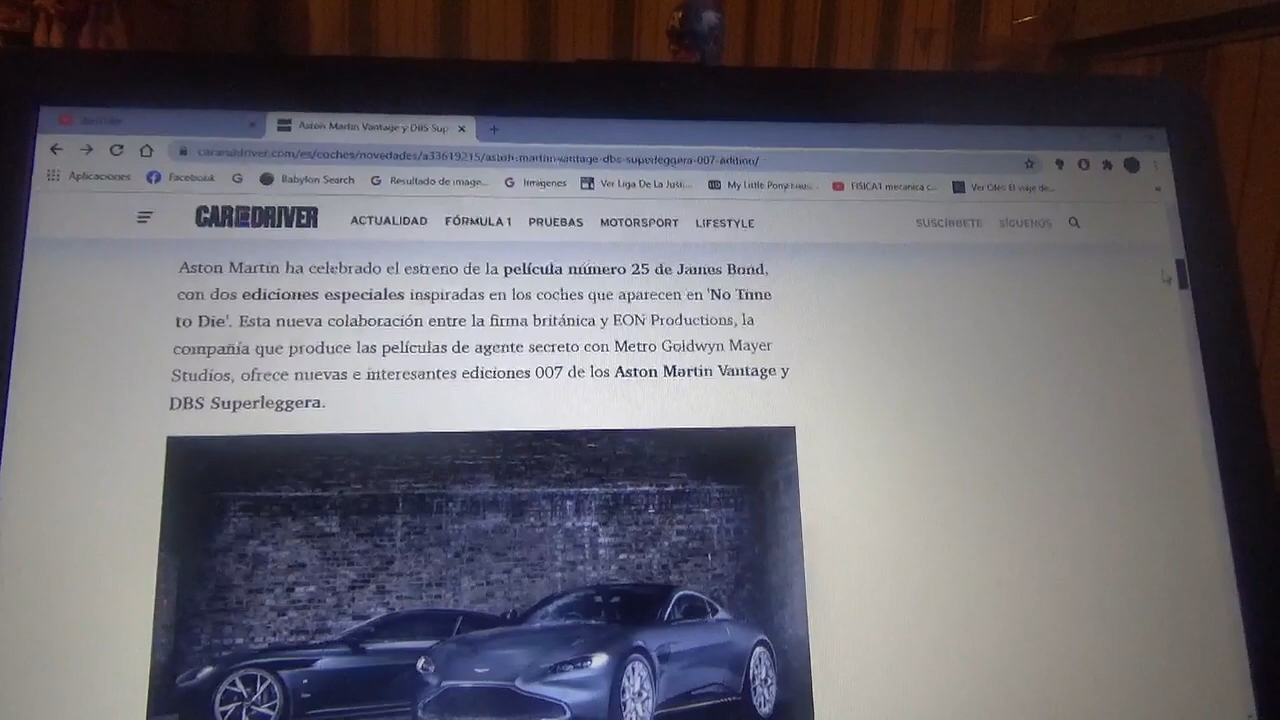 Aston Martin Vantage y DBS Sup
caranddriver.com/es/coches/novedades/a33619215/aston-martin-vantage-dbs-superleggera-007-edition/
Aplicaciones Facebook Babylon Search Resultado de image... Imágenes Ver Liga De La Justi... My Little Pony FISICA1 mecanica c... Ver
CAR AND DRIVER ACTUALIDAD FÓRMULA 1 PRUEBAS MOTORSPORT LIFESTYLE SUSCRÍBETE SÍGUENOS
Aston Martin ha celebrado el estreno de la película número 25 de James Bond,
con dos ediciones especiales inspiradas en los coches que aparecen en 'No Time
to Die'. Esta nueva colaboración entre la firma británica y EON Productions, la
compañía que produce las películas de agente secreto con Metro Goldwyn Mayer
Studios, ofrece nuevas e interesantes ediciones 007 de los Aston Martin Vantage y
DBS Superleggera.